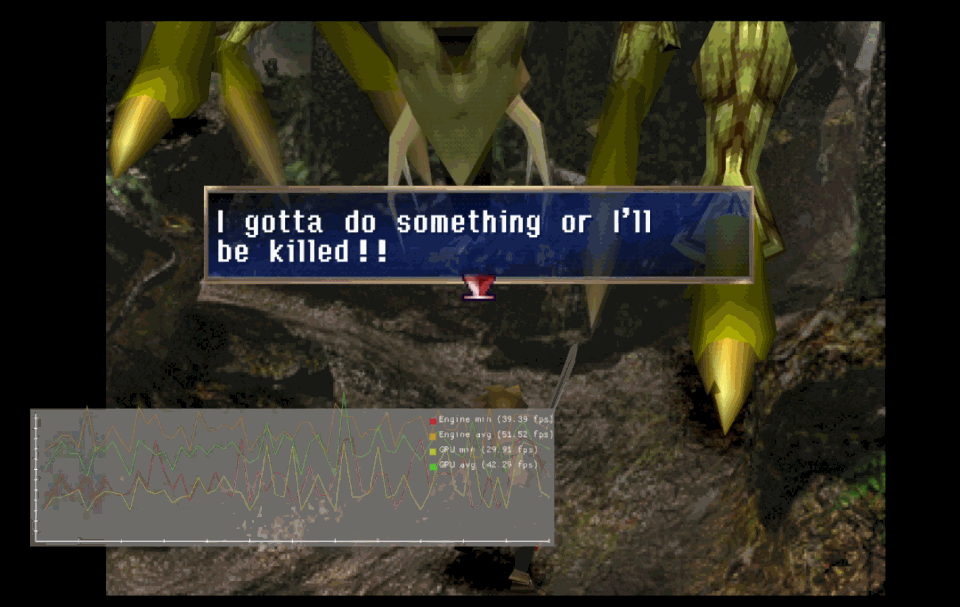 I gotta do something or I'll
be killed!!
Engine min (39.39 fps)
Engine avg (51.52 fps)
GPU min (29.91 fps)
GPU avg (42.29 fps)